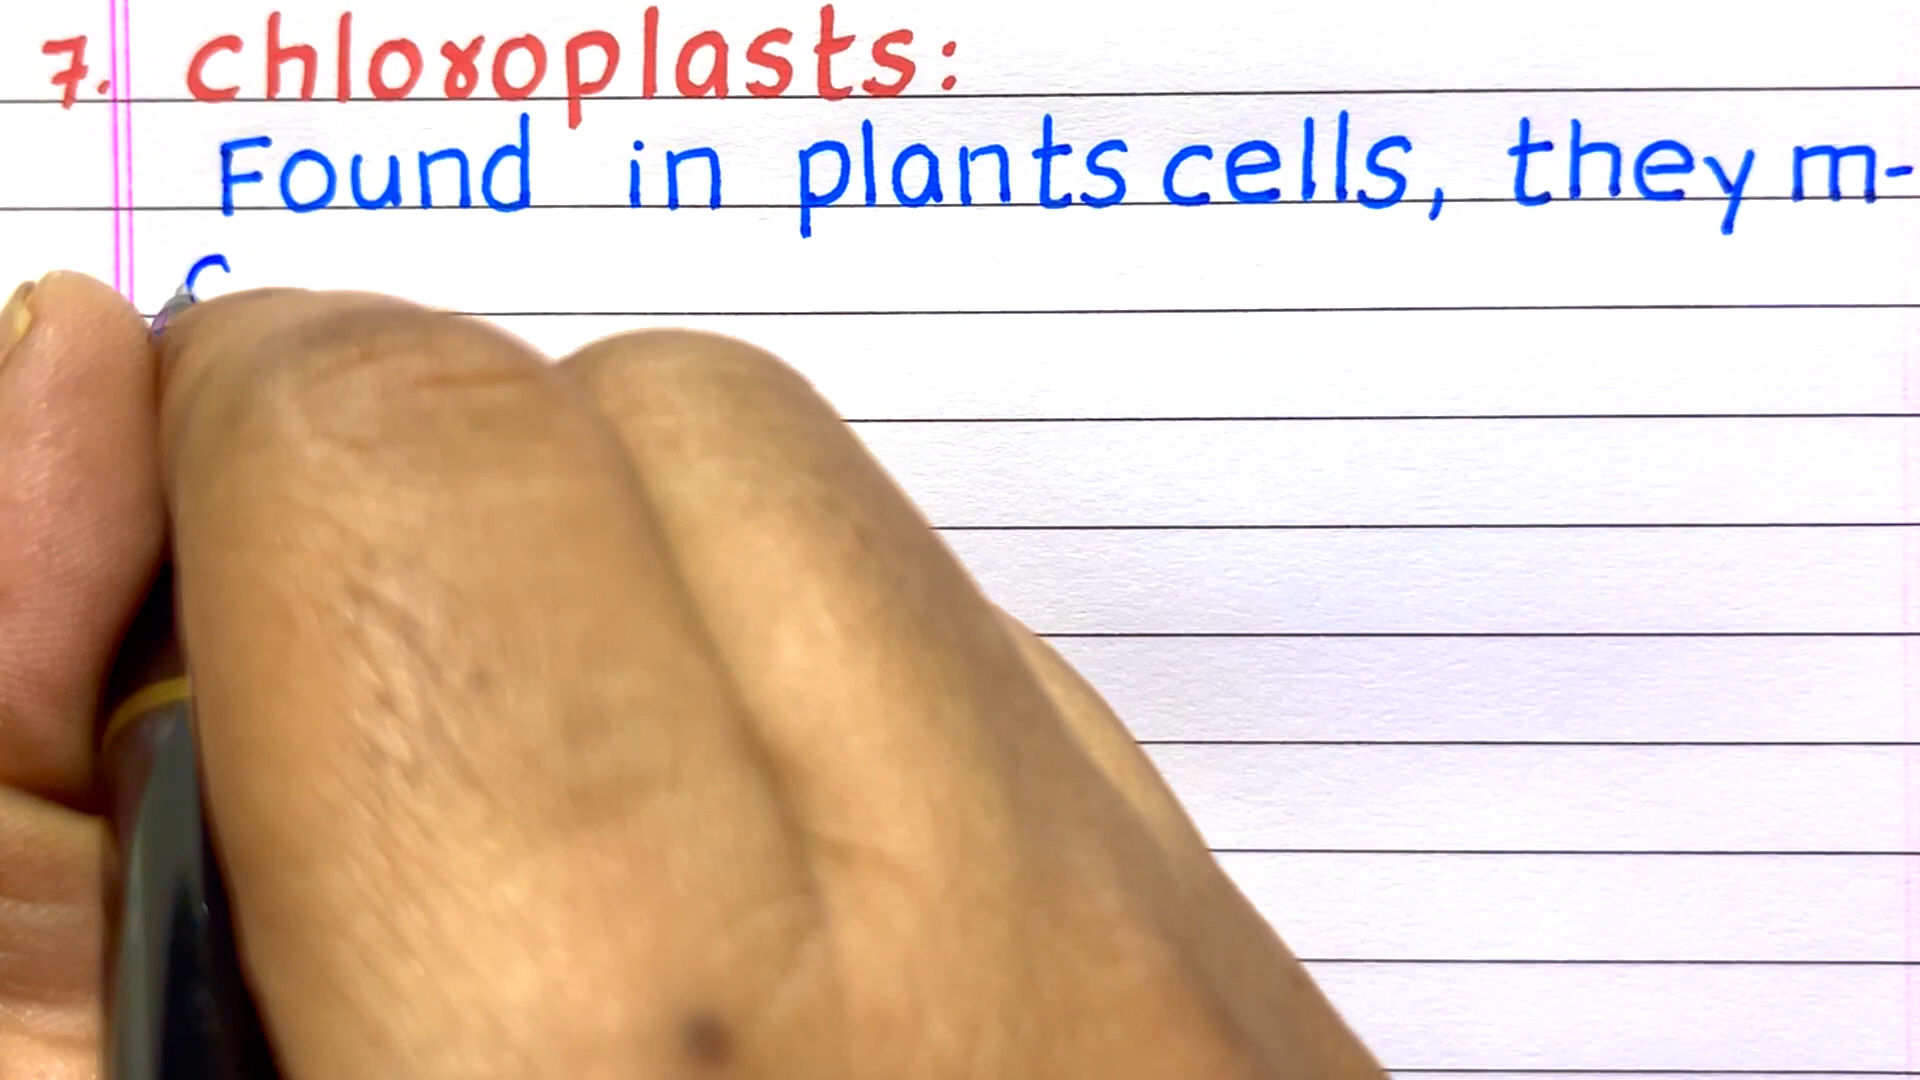 7. chloroplasts:
Found in plants cells, they m-